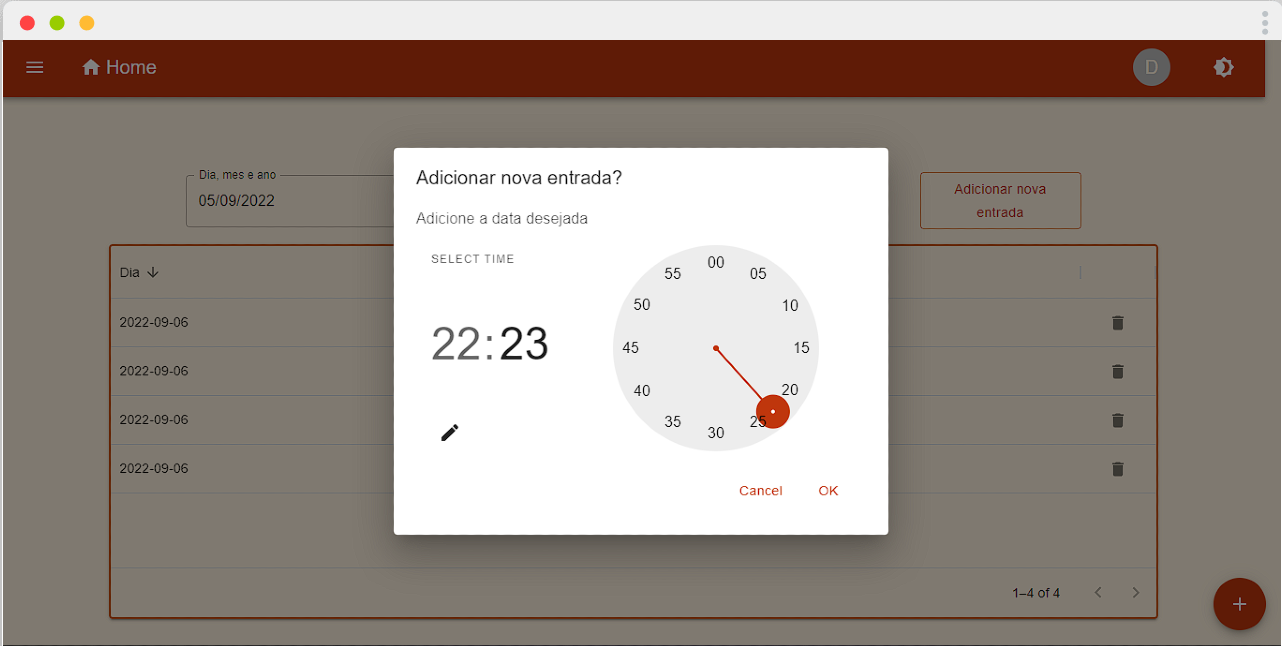 Home
D
Dia, mes e ano
05/09/2022
Adicionar nova
entrada
Adicionar nova entrada?
Adicione a data desejada
SELECT TIME
22:23
00
05
10
15
20
25
30
35
40
45
50
55
Cancel
OK
Dia
2022-09-06
2022-09-06
2022-09-06
2022-09-06
1–4 of 4